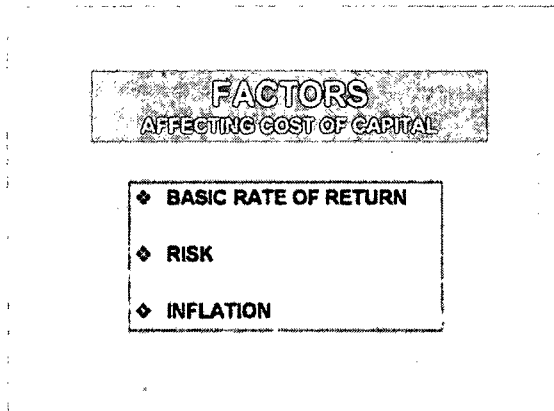 FACTORS
AFFECTING COST OF CAPITAL
❖ BASIC RATE OF RETURN
❖ RISK
❖ INFLATION